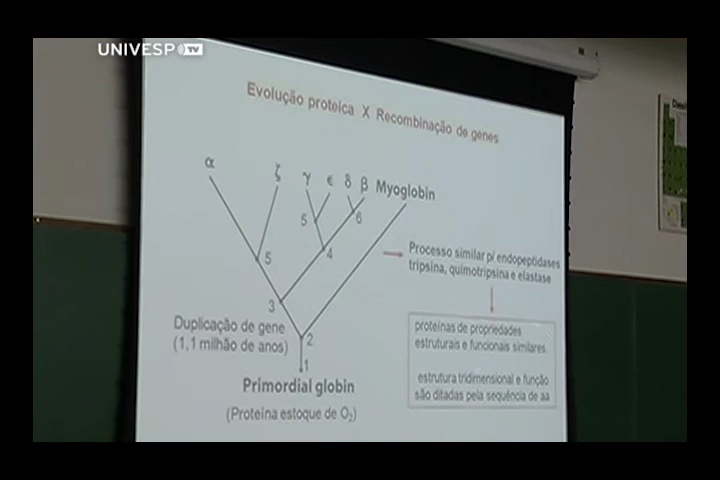 UNIVESP TV
Evolução proteica X Recombinação de genes
α
ζ
γ
ϵ
δ
β
Myoglobin
5
6
5
4
3
2
1
Processo similar p/ endopeptidases
tripsina, quimotripsina e elastase
Duplicação de gene
(1,1 milhão de anos)
proteínas de propriedades
estruturais e funcionais similares.
estrutura tridimensional e função
são ditadas pela sequência de aa
Primordial globin
(Proteína estoque de O₂)